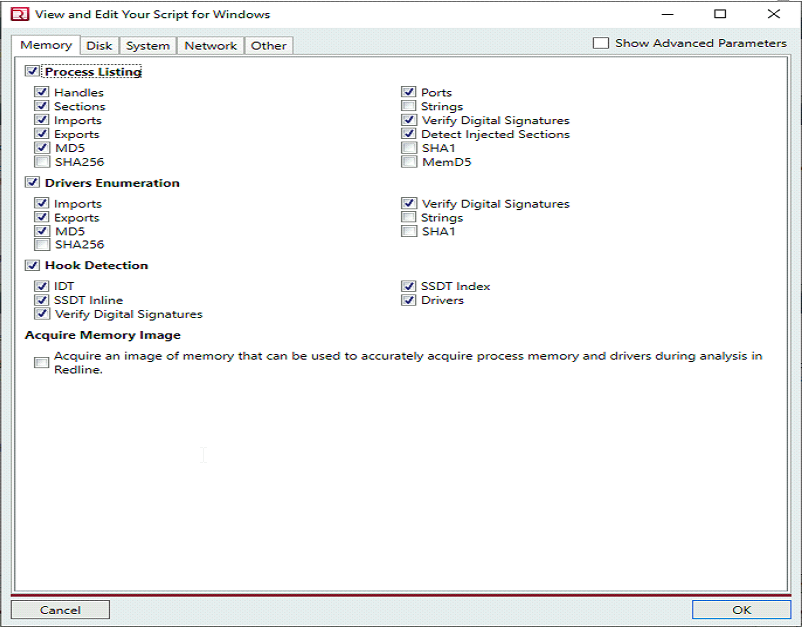 View and Edit Your Script for Windows
Memory Disk System Network Other Show Advanced Parameters
Process Listing
Handles Ports
Sections Strings
Imports Verify Digital Signatures
Exports Detect Injected Sections
MD5 SHA1
SHA256 MemD5
Drivers Enumeration
Imports Verify Digital Signatures
Exports Strings
MD5 SHA1
SHA256
Hook Detection
IDT SSDT Index
SSDT Inline Drivers
Verify Digital Signatures
Acquire Memory Image
Acquire an image of memory that can be used to accurately acquire process memory and drivers during analysis in
Redline.
Cancel OK